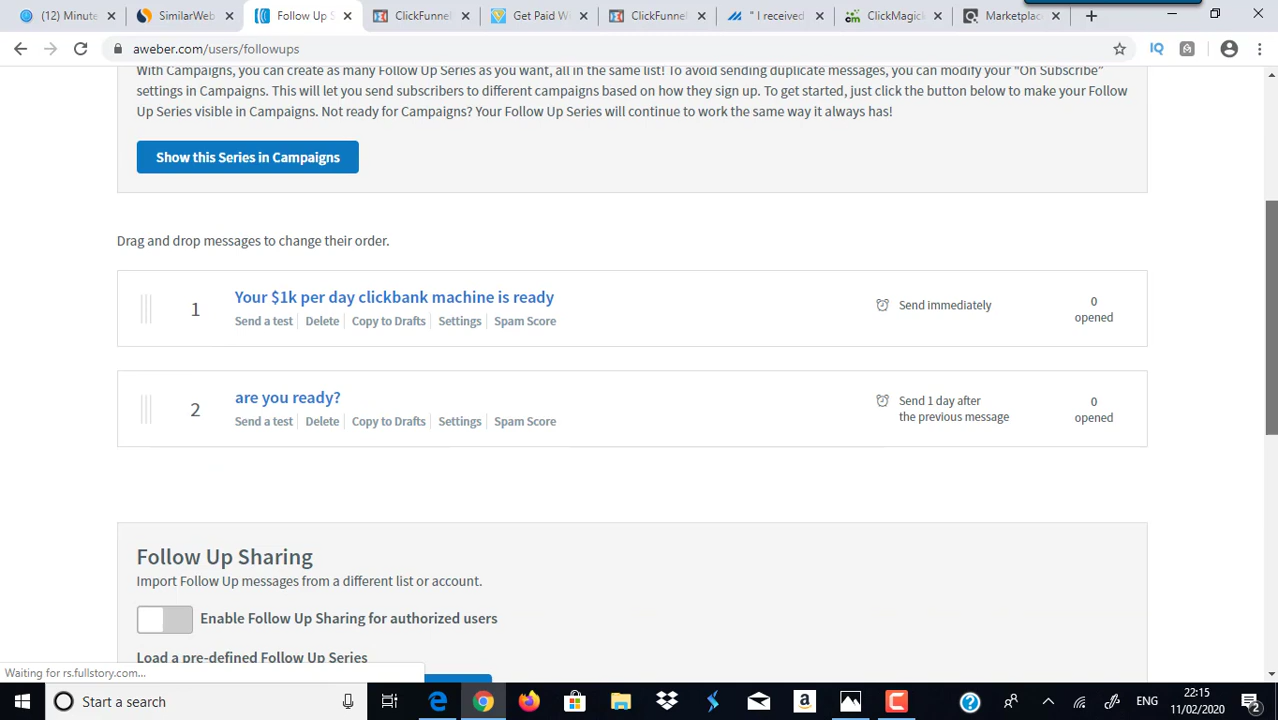 (12) Minute
SimilarWeb
Follow Up S
ClickFunnel
Get Paid Wi
ClickFunnel
" I received
ClickMagick
Marketplac
aweber.com/users/followups
With Campaigns, you can create as many Follow Up Series as you want, all in the same list! To avoid sending duplicate messages, you can modify your "On Subscribe"
settings in Campaigns. This will let you send subscribers to different campaigns based on how they sign up. To get started, just click the button below to make your Follow
Up Series visible in Campaigns. Not ready for Campaigns? Your Follow Up Series will continue to work the same way it always has!
Show this Series in Campaigns
Drag and drop messages to change their order.
1
Your $1k per day clickbank machine is ready
Send a test Delete Copy to Drafts Settings Spam Score
Send immediately
0
opened
2
are you ready?
Send a test Delete Copy to Drafts Settings Spam Score
Send 1 day after
the previous message
0
opened
Follow Up Sharing
Import Follow Up messages from a different list or account.
Enable Follow Up Sharing for authorized users
Load a pre-defined Follow Up Series
Waiting for rs.fullstory.com...
Start a search
ENG
22:15
11/02/2020
2